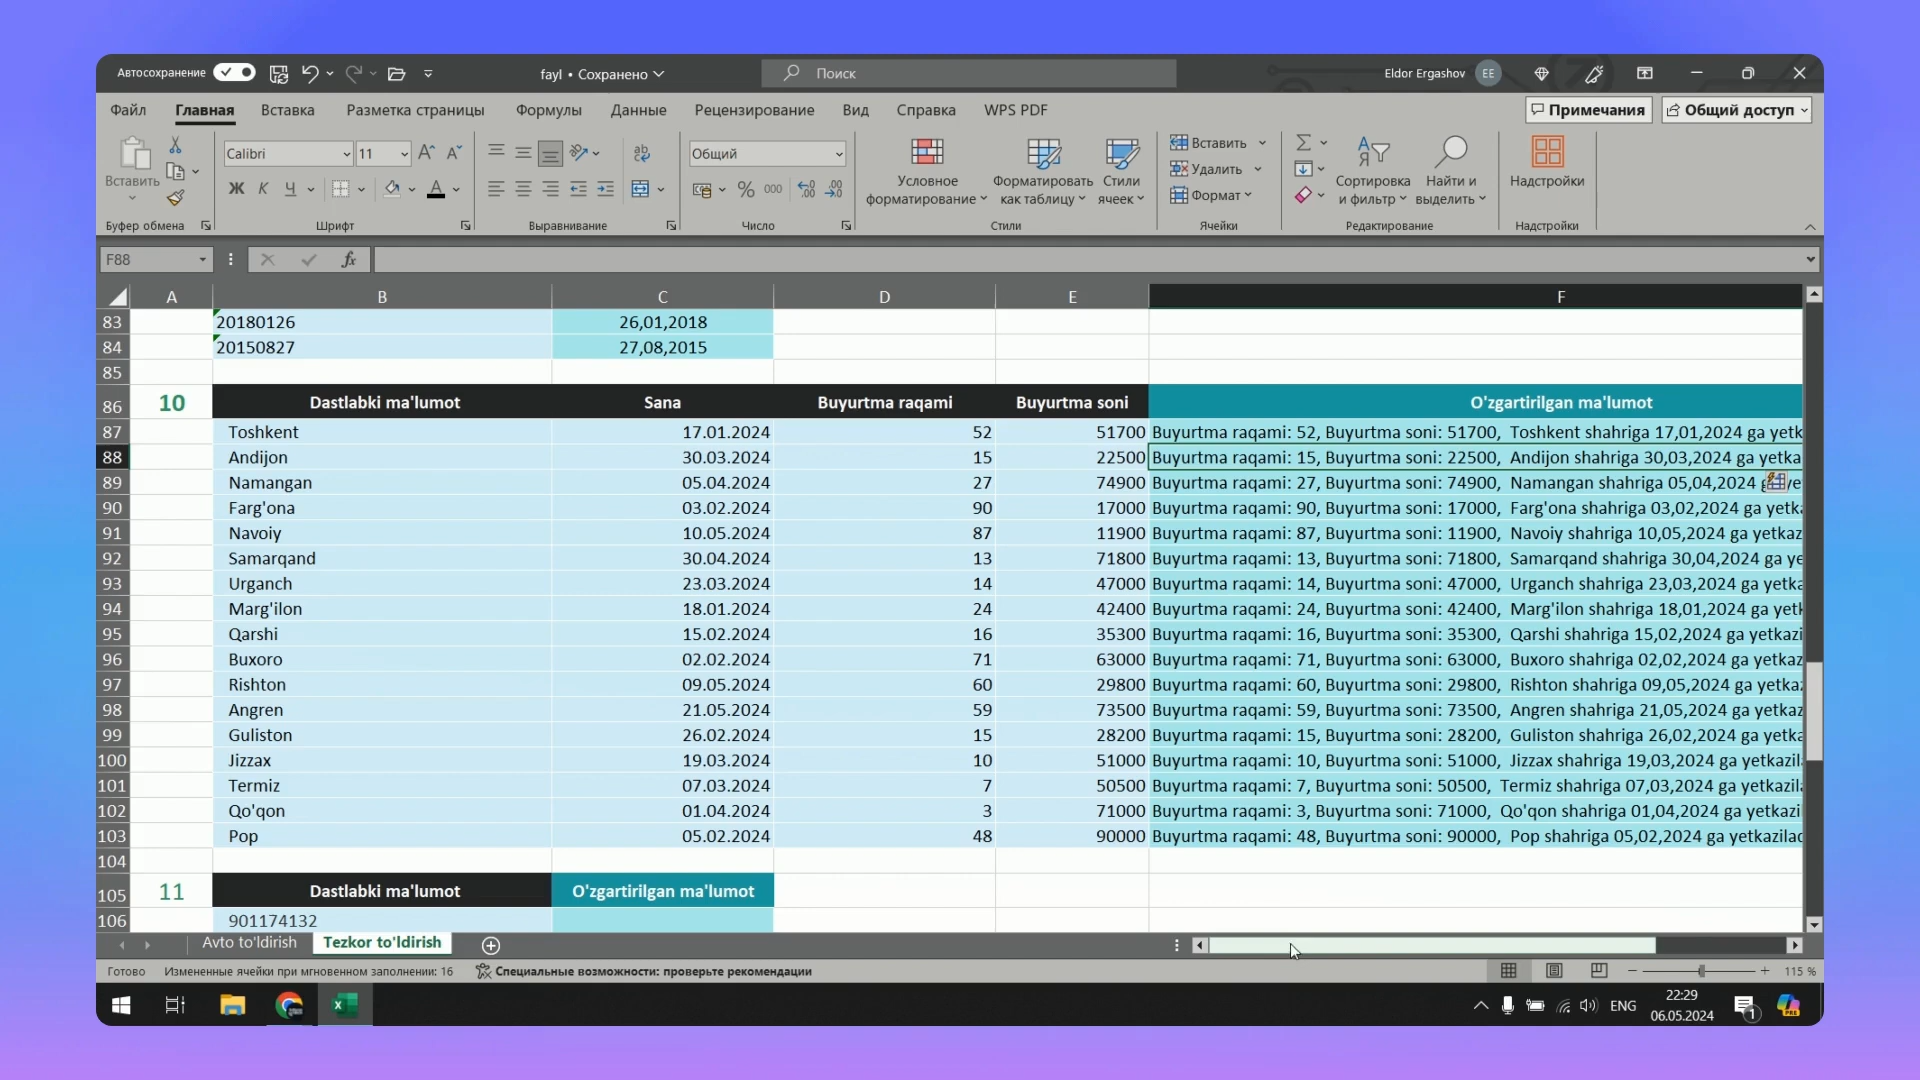 Автосохранение
fayl • Сохранено
Поиск
Eldor Ergashov
EE
Файл Главная Вставка Разметка страницы Формулы Данные Рецензирование Вид Справка WPS PDF
Примечания
Общий доступ
Вставить
Calibri
11
Ж К Ч
Общий
Условное форматирование
Форматировать как таблицу
Стили ячеек
Вставить
Удалить
Формат
Сортировка и фильтр
Найти и выделить
Надстройки
Буфер обмена
Шрифт
Выравнивание
Число
Стили
Ячейки
Редактирование
Надстройки
F88
fx
A B C D E F
83 20180126 26,01,2018
84 20150827 27,08,2015
85
86 10 Dastlabki ma'lumot Sana Buyurtma raqami Buyurtma soni O'zgartirilgan ma'lumot
87 Toshkent 17.01.2024 52 51700 Buyurtma raqami: 52, Buyurtma soni: 51700, Toshkent shahriga 17,01,2024 ga yetk
88 Andijon 30.03.2024 15 22500 Buyurtma raqami: 15, Buyurtma soni: 22500, Andijon shahriga 30,03,2024 ga yetka
89 Namangan 05.04.2024 27 74900 Buyurtma raqami: 27, Buyurtma soni: 74900, Namangan shahriga 05,04,2024
90 Farg'ona 03.02.2024 90 17000 Buyurtma raqami: 90, Buyurtma soni: 17000, Farg'ona shahriga 03,02,2024 ga yetk
91 Navoiy 10.05.2024 87 11900 Buyurtma raqami: 87, Buyurtma soni: 11900, Navoiy shahriga 10,05,2024 ga yetkaz
92 Samarqand 30.04.2024 13 71800 Buyurtma raqami: 13, Buyurtma soni: 71800, Samarqand shahriga 30,04,2024 ga ye
93 Urganch 23.03.2024 14 47000 Buyurtma raqami: 14, Buyurtma soni: 47000, Urganch shahriga 23,03,2024 ga yetka
94 Marg'ilon 18.01.2024 24 42400 Buyurtma raqami: 24, Buyurtma soni: 42400, Marg'ilon shahriga 18,01,2024 ga yetk
95 Qarshi 15.02.2024 16 35300 Buyurtma raqami: 16, Buyurtma soni: 35300, Qarshi shahriga 15,02,2024 ga yetkazi
96 Buxoro 02.02.2024 71 63000 Buyurtma raqami: 71, Buyurtma soni: 63000, Buxoro shahriga 02,02,2024 ga yetkaz
97 Rishton 09.05.2024 60 29800 Buyurtma raqami: 60, Buyurtma soni: 29800, Rishton shahriga 09,05,2024 ga yetkaz
98 Angren 21.05.2024 59 73500 Buyurtma raqami: 59, Buyurtma soni: 73500, Angren shahriga 21,05,2024 ga yetkaz
99 Guliston 26.02.2024 15 28200 Buyurtma raqami: 15, Buyurtma soni: 28200, Guliston shahriga 26,02,2024 ga yetka
100 Jizzax 19.03.2024 10 51000 Buyurtma raqami: 10, Buyurtma soni: 51000, Jizzax shahriga 19,03,2024 ga yetkazil
101 Termiz 07.03.2024 7 50500 Buyurtma raqami: 7, Buyurtma soni: 50500, Termiz shahriga 07,03,2024 ga yetkazil
102 Qo'qon 01.04.2024 3 71000 Buyurtma raqami: 3, Buyurtma soni: 71000, Qo'qon shahriga 01,04,2024 ga yetkazil
103 Pop 05.02.2024 48 90000 Buyurtma raqami: 48, Buyurtma soni: 90000, Pop shahriga 05,02,2024 ga yetkazilad
104
105 11 Dastlabki ma'lumot O'zgartirilgan ma'lumot
106 901174132
Avto to'ldirish Tezkor to'ldirish
Готово Измененные ячейки при мгновенном заполнении: 16 Специальные возможности: проверьте рекомендации
115 %
ENG
22:29
06.05.2024
1
PRE